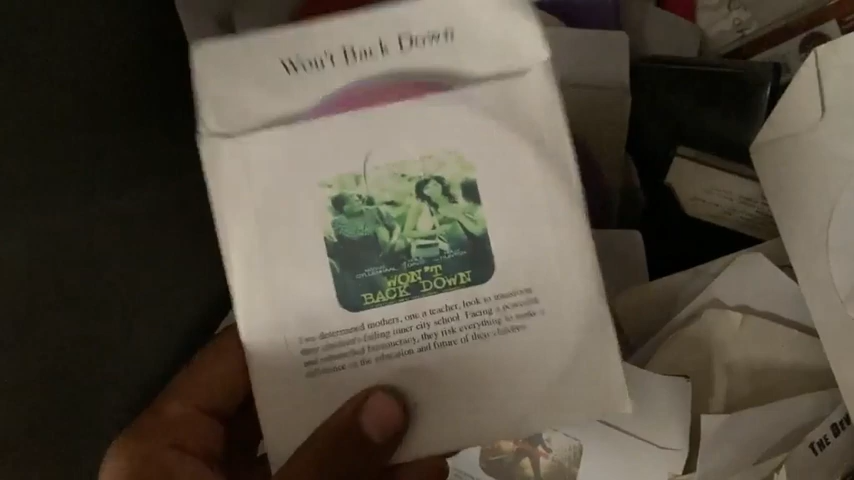 Won't Back Down
WON'T
BACK DOWN
Two determined mothers, one a teacher, look to transform
their children's failing inner city school. Facing a powerful
and entrenched bureaucracy, they risk everything to make a
difference in the education and future of their children.
THE